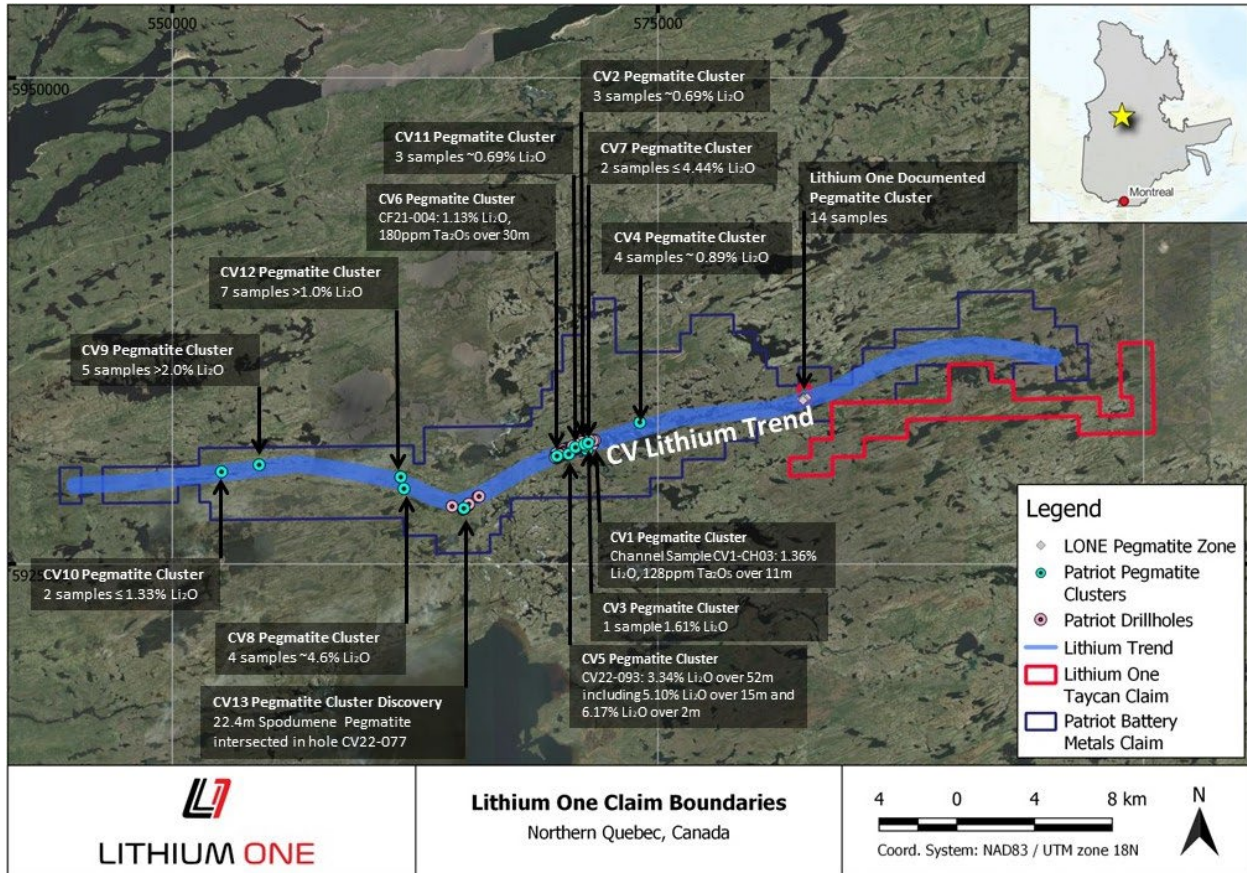 550000
575000
5950000
5925000
CV2 Pegmatite Cluster
3 samples ~0.69% Li₂O
CV11 Pegmatite Cluster
3 samples ~0.69% Li₂O
CV7 Pegmatite Cluster
2 samples ≤ 4.44% Li₂O
Lithium One Documented
Pegmatite Cluster
14 samples
CV6 Pegmatite Cluster
CF21-004: 1.13% Li₂O,
180ppm Ta₂O₅ over 30m
CV4 Pegmatite Cluster
4 samples ~ 0.89% Li₂O
CV12 Pegmatite Cluster
7 samples >1.0% Li₂O
CV9 Pegmatite Cluster
5 samples >2.0% Li₂O
Montreal
CV Lithium Trend
CV10 Pegmatite Cluster
2 samples ≤ 1.33% Li₂O
CV8 Pegmatite Cluster
4 samples ~4.6% Li₂O
CV13 Pegmatite Cluster Discovery
22.4m Spodumene Pegmatite
intersected in hole CV22-077
CV1 Pegmatite Cluster
Channel Sample CV1-CH03: 1.36%
Li₂O, 128ppm Ta₂O₅ over 11m
CV3 Pegmatite Cluster
1 sample 1.61% Li₂O
CV5 Pegmatite Cluster
CV22-093: 3.34% Li₂O over 52m
including 5.10% Li₂O over 15m and
6.17% Li₂O over 2m
Legend
LONE Pegmatite Zone
Patriot Pegmatite
Clusters
Patriot Drillholes
Lithium Trend
Lithium One
Taycan Claim
Patriot Battery
Metals Claim
LITHIUM ONE
Lithium One Claim Boundaries
Northern Quebec, Canada
4 0 4 8 km
Coord. System: NAD83 / UTM zone 18N
N